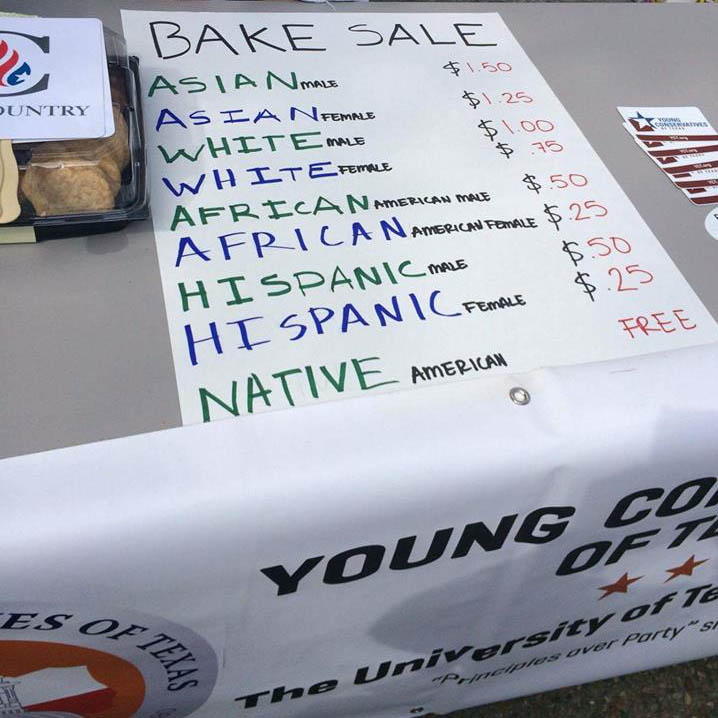 BAKE SALE
ASIAN MALE $1.50
ASIAN FEMALE $1.25
WHITE MALE $1.00
WHITE FEMALE $.75
AFRICAN AMERICAN MALE $.50
AFRICAN AMERICAN FEMALE $.25
HISPANIC MALE $.50
HISPANIC FEMALE $.25
NATIVE AMERICAN FREE
C
OUNTRY
YOUNG
CONSERVATIVES
OF TEXAS
YOUNG CO
OF TE
The University of Te
"Principles over Party" s
ES OF TEXAS